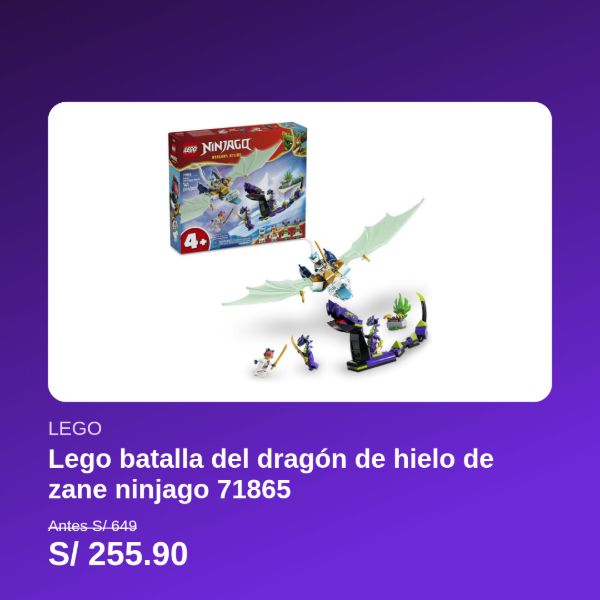 LEGO
NINJAGO
4+
LEGO
Lego batalla del dragón de hielo de
zane ninjago 71865
Antes S/ 649
S/ 255.90